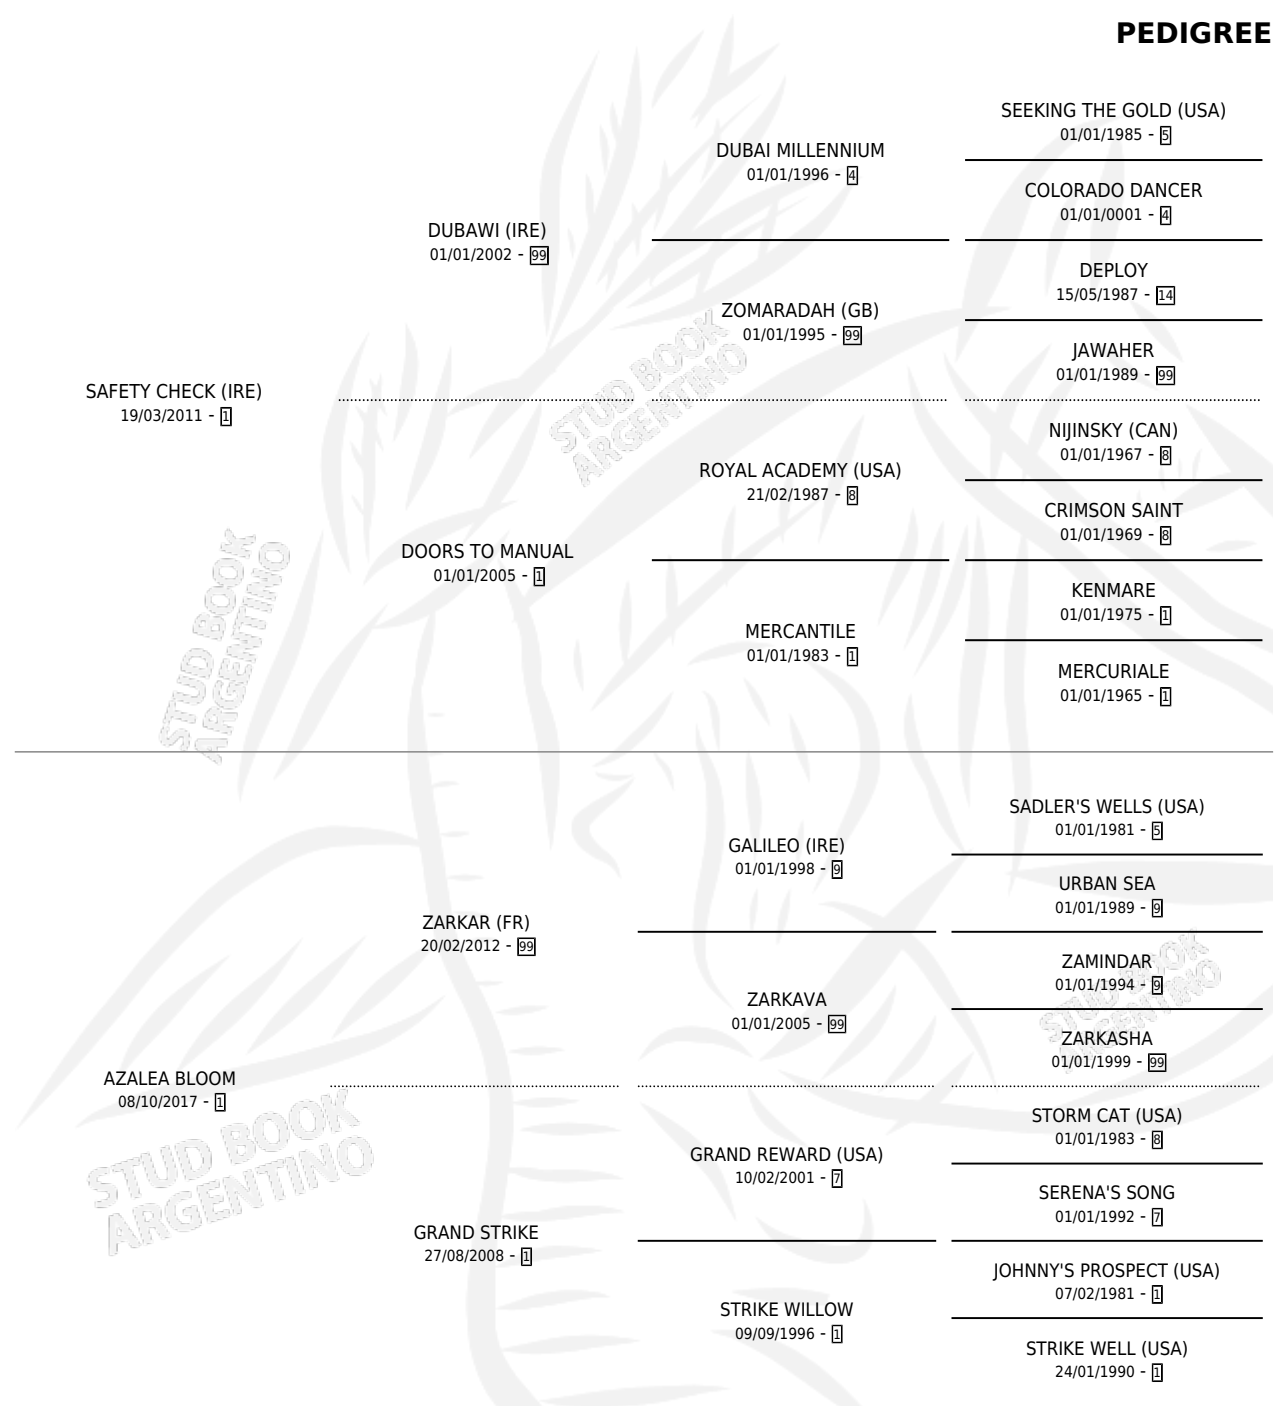 PEDIGREE
SEEKING THE GOLD (USA)
01/01/1985 - 5
DUBAI MILLENNIUM
01/01/1996 - 4
COLORADO DANCER
01/01/0001 - 4
DUBAWI (IRE)
01/01/2002 - 99
DEPLOY
15/05/1987 - 14
ZOMARADAH (GB)
01/01/1995 - 99
JAWAHER
01/01/1989 - 99
SAFETY CHECK (IRE)
19/03/2011 - 1
NIJINSKY (CAN)
01/01/1967 - 8
ROYAL ACADEMY (USA)
21/02/1987 - 8
CRIMSON SAINT
01/01/1969 - 8
DOORS TO MANUAL
01/01/2005 - 1
KENMARE
01/01/1975 - 1
MERCANTILE
01/01/1983 - 1
MERCURIALE
01/01/1965 - 1
SADLER'S WELLS (USA)
01/01/1981 - 5
GALILEO (IRE)
01/01/1998 - 9
URBAN SEA
01/01/1989 - 9
ZARKAR (FR)
20/02/2012 - 99
ZAMINDAR
01/01/1994 - 9
ZARKAVA
01/01/2005 - 99
ZARKASHA
01/01/1999 - 99
AZALEA BLOOM
08/10/2017 - 1
STORM CAT (USA)
01/01/1983 - 8
GRAND REWARD (USA)
10/02/2001 - 7
SERENA'S SONG
01/01/1992 - 7
GRAND STRIKE
27/08/2008 - 1
JOHNNY'S PROSPECT (USA)
07/02/1981 - 1
STRIKE WILLOW
09/09/1996 - 1
STRIKE WELL (USA)
24/01/1990 - 1
STUD BOOK
ARGENTINO
STUD BOOK
ARGENTINO
STUD BOOK
ARGENTINO
STUD BOOK
ARGENTINO